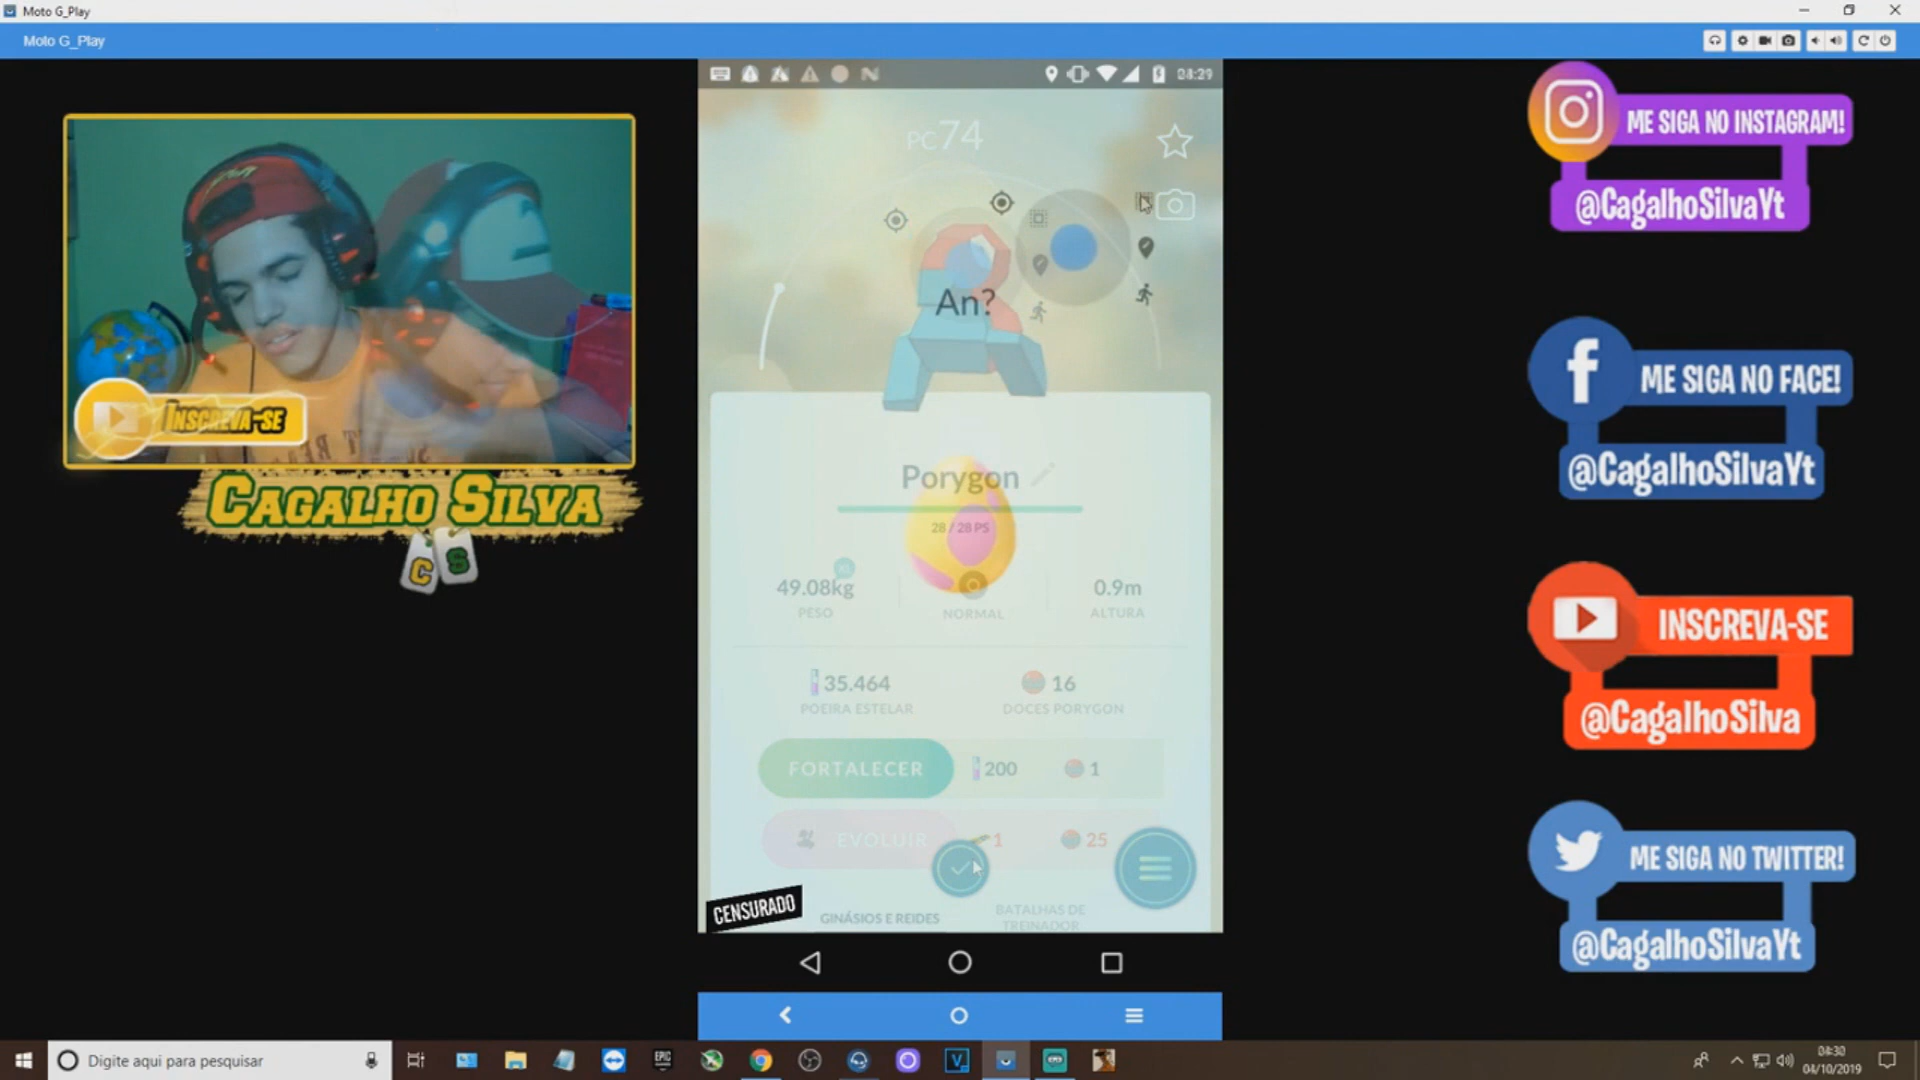 Moto G_Play
Moto G_Play
08:29
PC74
An?
Porygon
28 / 28 PS
49.08kg
PESO
NORMAL
0.9m
ALTURA
35.464
POEIRA ESTELAR
16
DOCES PORYGON
FORTALECER
200
1
EVOLUIR
1
25
CENSURADO
GINÁSIOS E REIDES
BATALHAS DE
TREINADOR
INSCREVA-SE
CAGALHO SILVA
C S
ME SIGA NO INSTAGRAM!
@CagalhoSilvaYt
ME SIGA NO FACE!
@CagalhoSilvaYt
INSCREVA-SE
@CagalhoSilva
ME SIGA NO TWITTER!
@CagalhoSilvaYt
Digite aqui para pesquisar
EPIC
04:30
04/10/2019